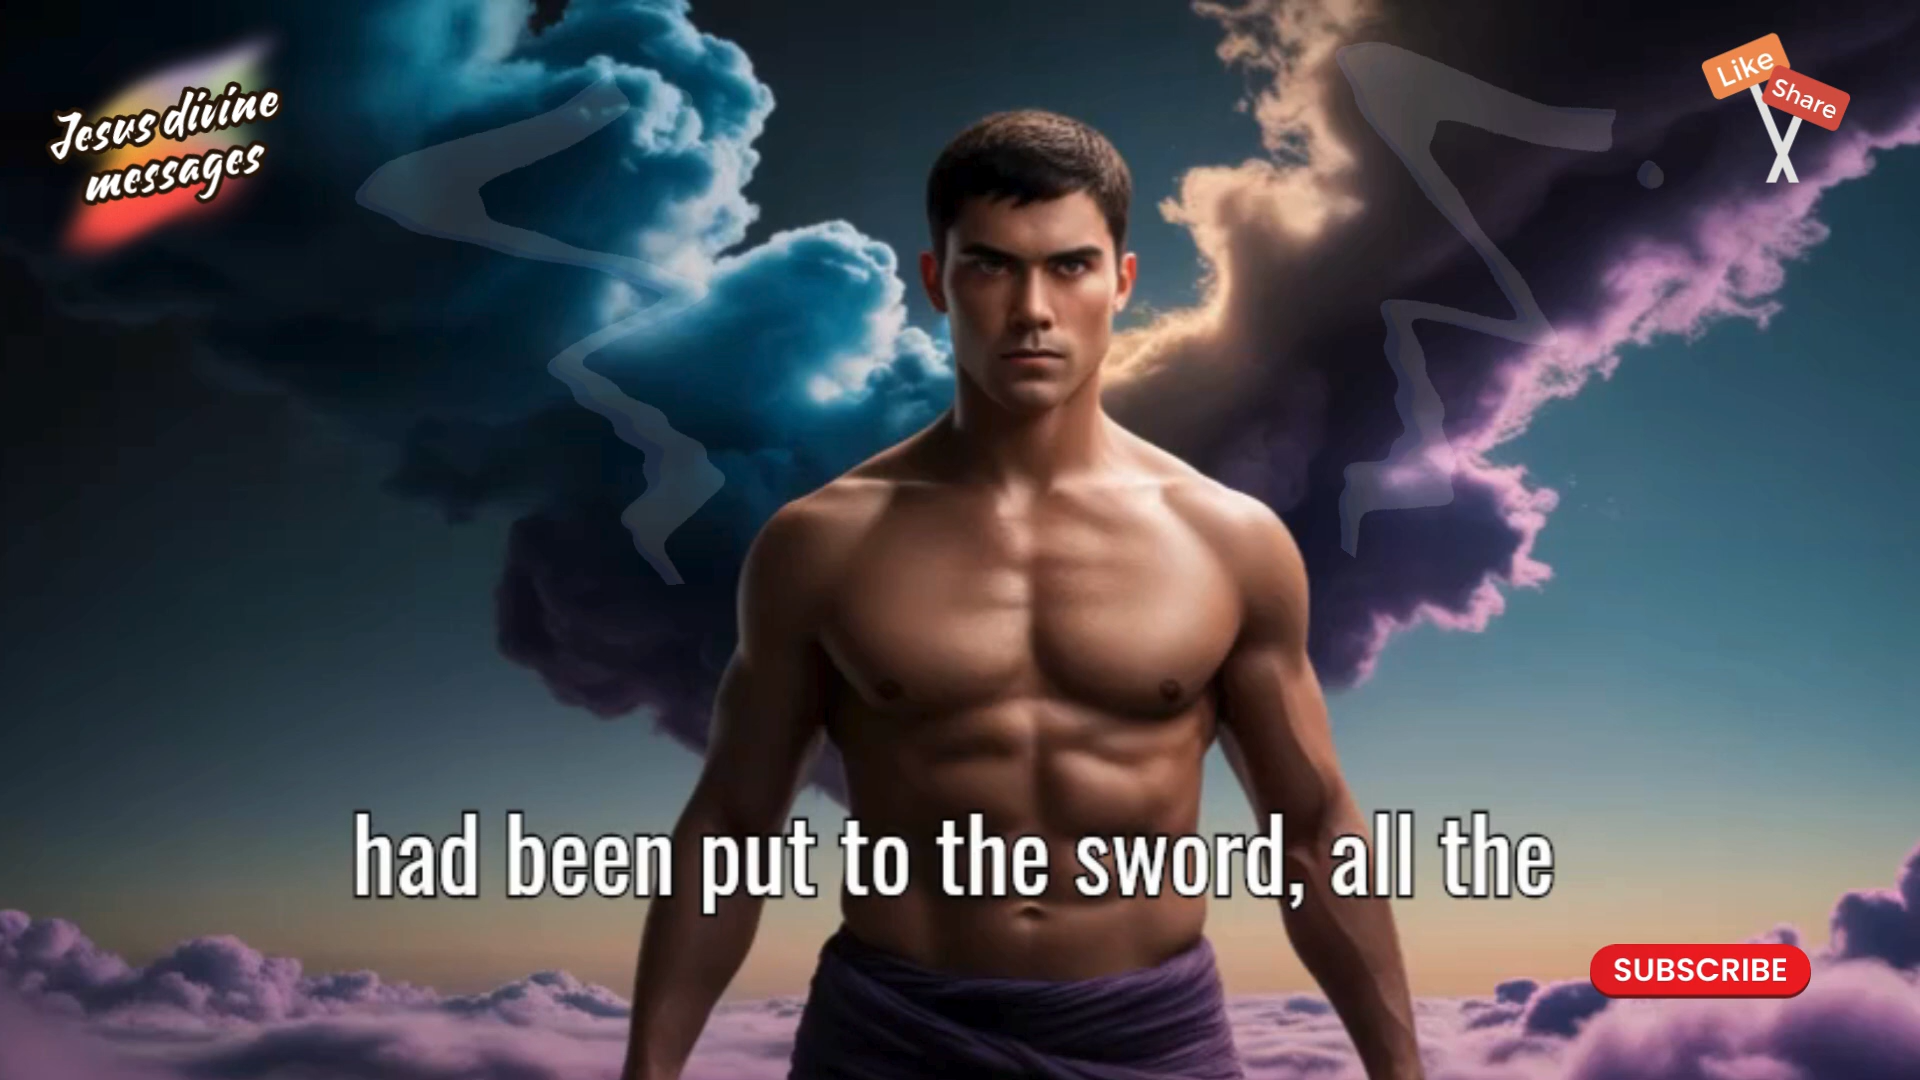 Jesus divine
messages
Like
Share
had been put to the sword, all the
SUBSCRIBE